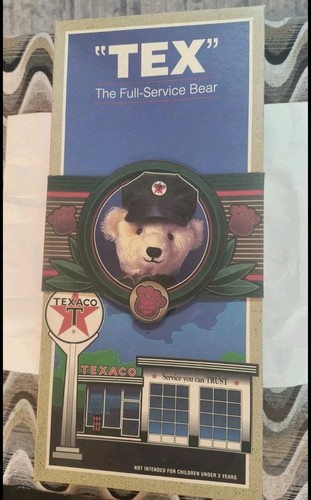 "TEX"
The Full-Service Bear
TEXACO
T
TEXACO
Service you can TRUST
NOT INTENDED FOR CHILDREN UNDER 3 YEARS